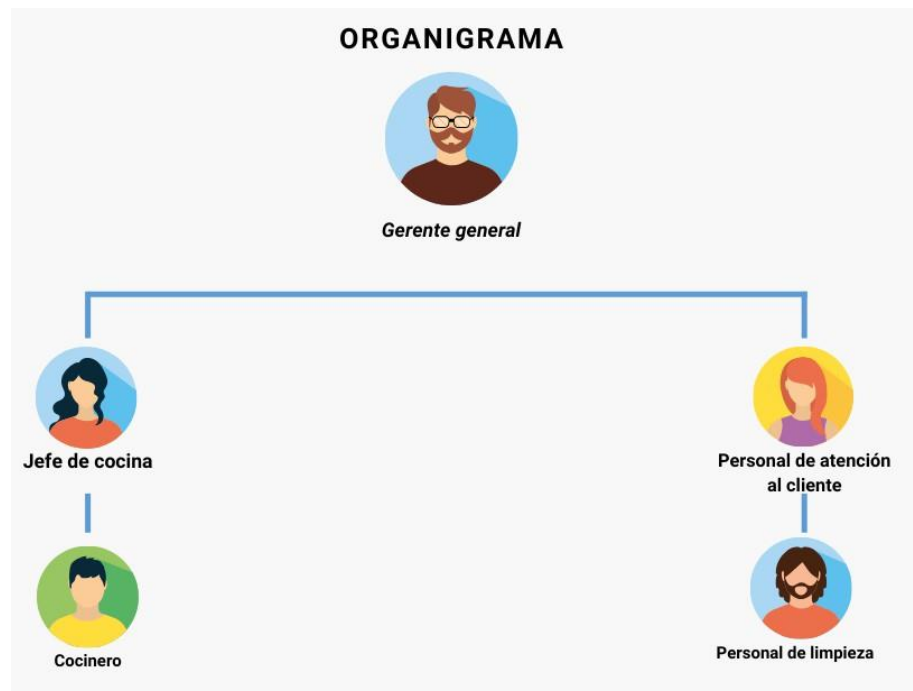 ORGANIGRAMA
Gerente general
Jefe de cocina
Personal de atención
al cliente
Cocinero
Personal de limpieza